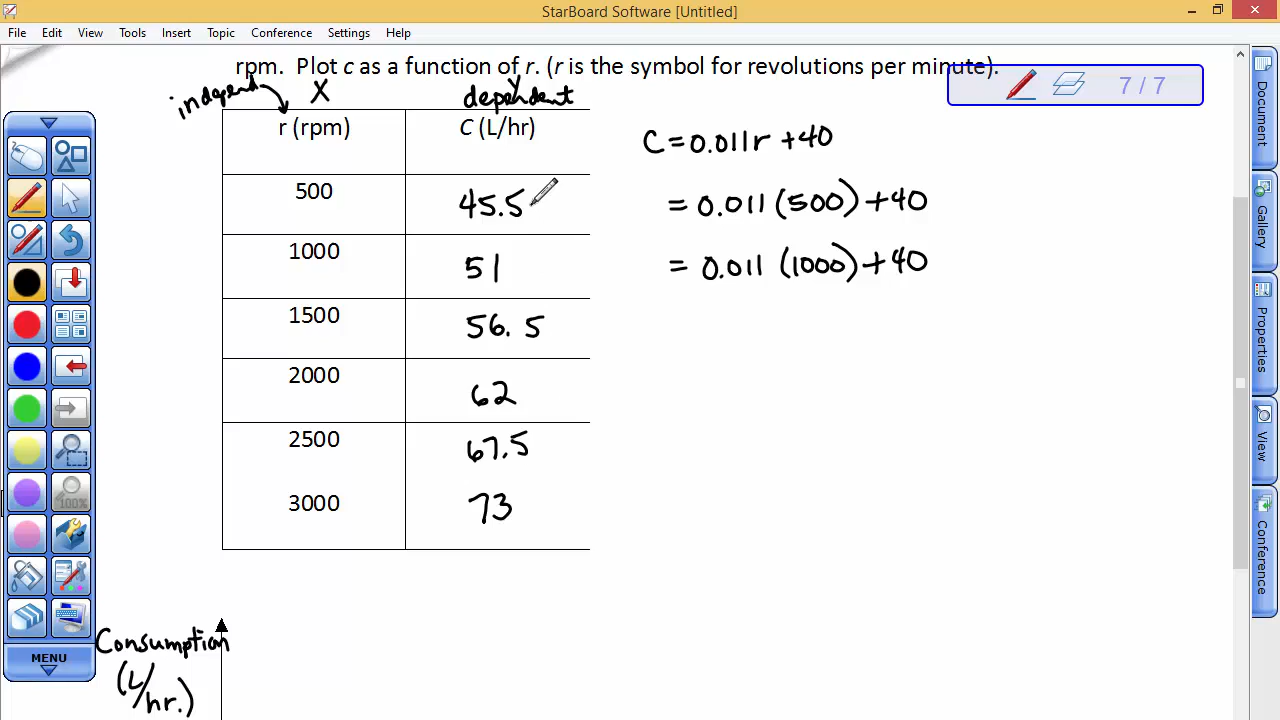 StarBoard Software [Untitled]
File Edit View Tools Insert Topic Conference Settings Help
rpm. Plot c as a function of r. (r is the symbol for revolutions per minute).
7 / 7
independ X Y
dependent
r (rpm) C (L/hr)
500 45.5
1000 51
1500 56.5
2000 62
2500 67.5
3000 73
C = 0.011r + 40
= 0.011 (500) + 40
= 0.011 (1000) + 40
100%
MENU
Consumption
(L/hr.)
Document
Gallery
Properties
View
Conference